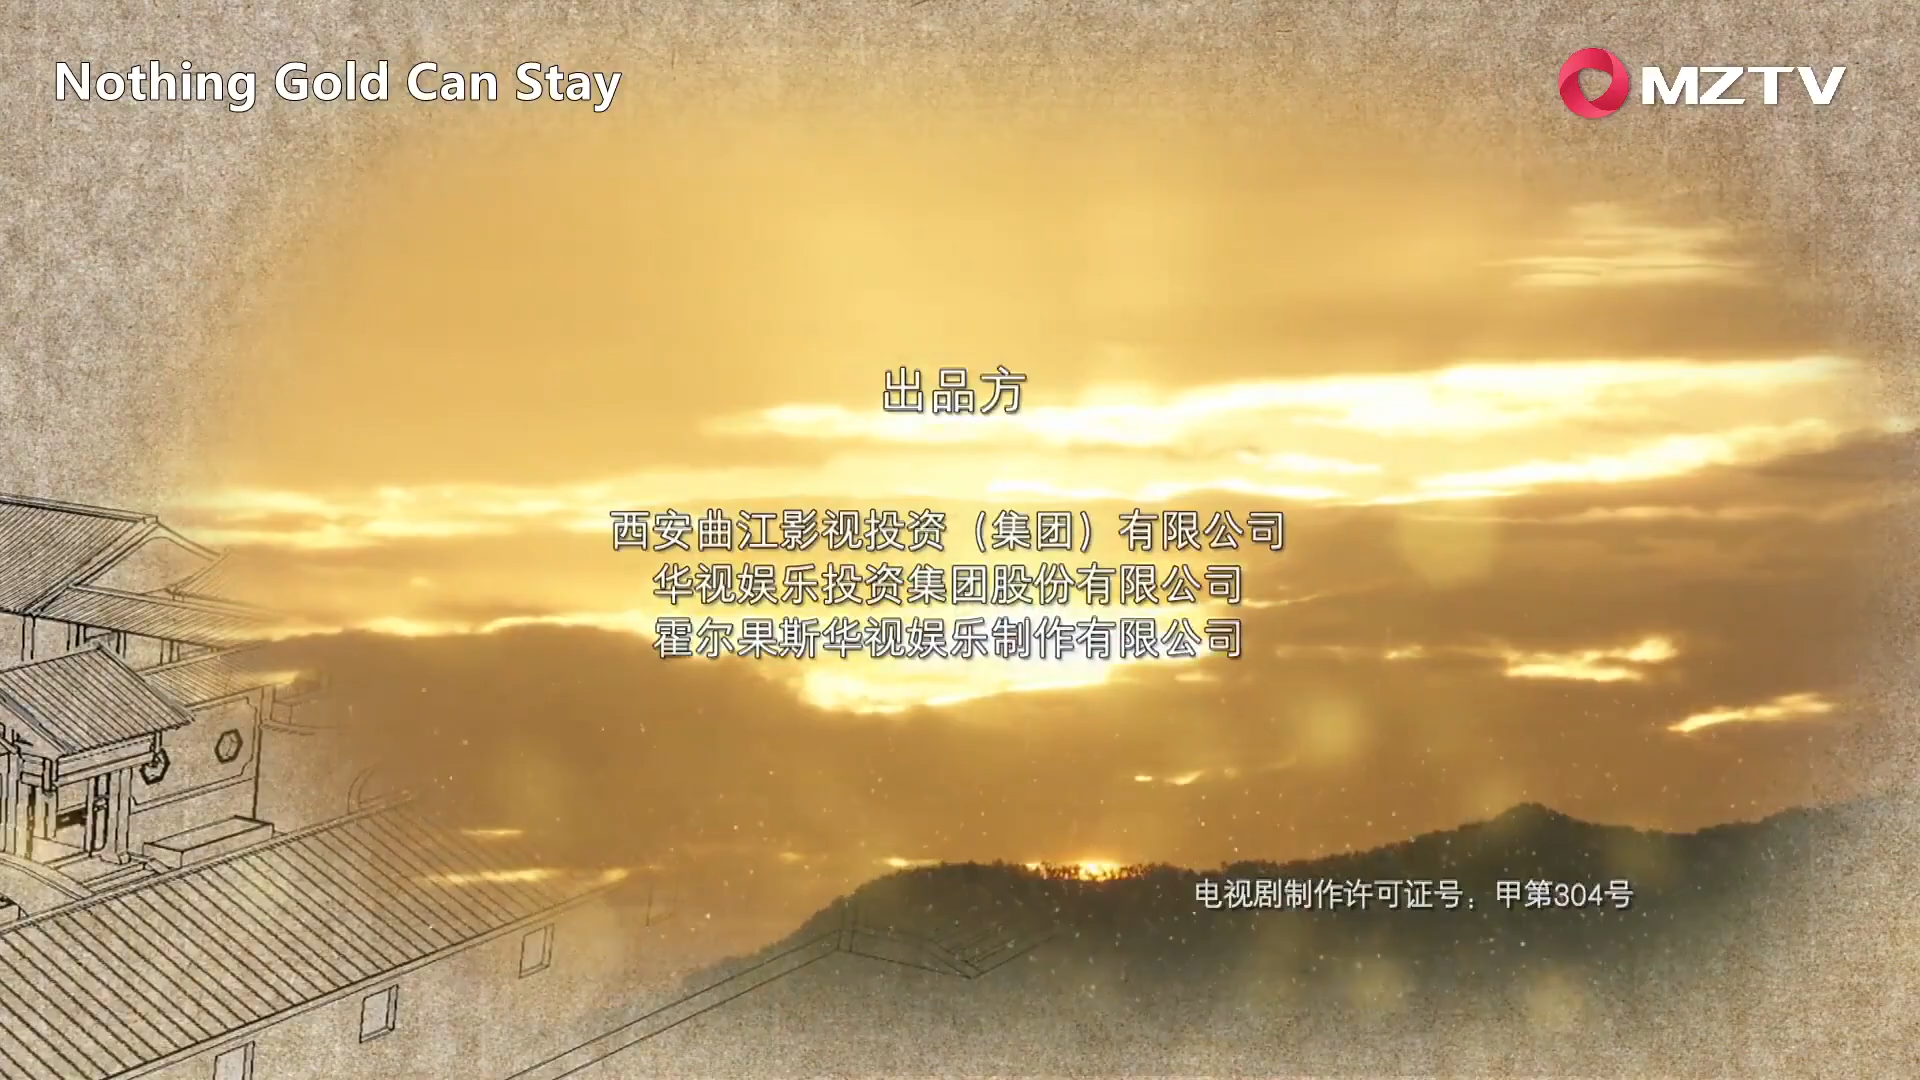 Nothing Gold Can Stay
MZTV
出品方
西安曲江影视投资（集团）有限公司
华视娱乐投资集团股份有限公司
霍尔果斯华视娱乐制作有限公司
电视剧制作许可证号：甲第304号